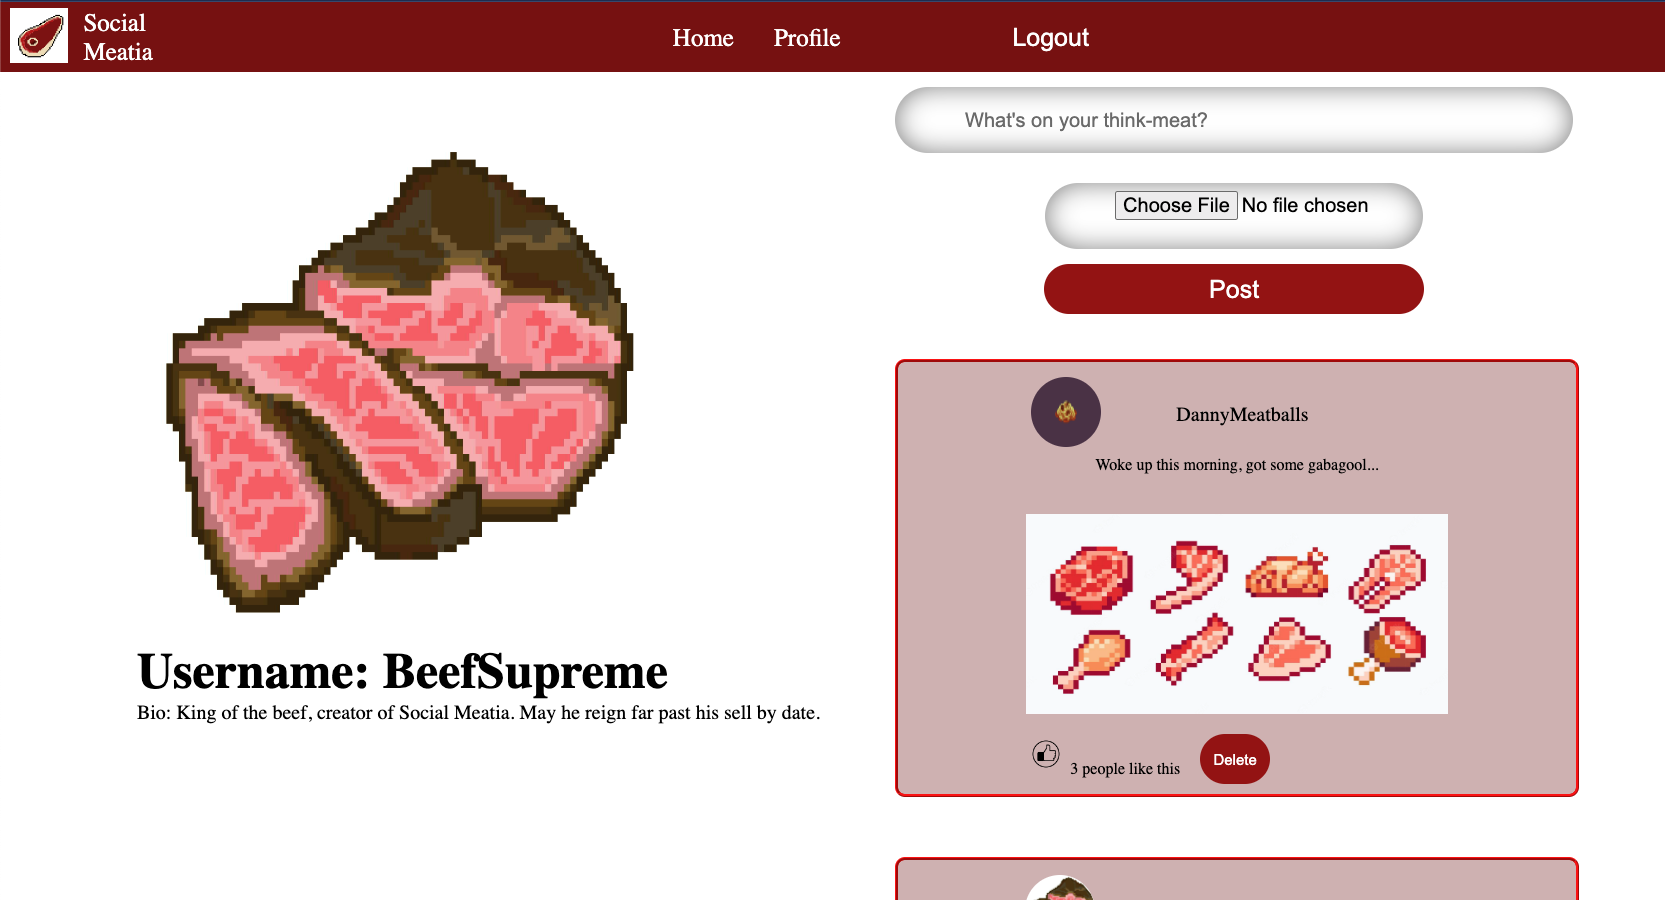 Social
Meatia
Home
Profile
Logout
What's on your think-meat?
Choose File No file chosen
Post
DannyMeatballs
Woke up this morning, got some gabagool...
3 people like this
Delete
Username: BeefSupreme
Bio: King of the beef, creator of Social Meatia. May he reign far past his sell by date.